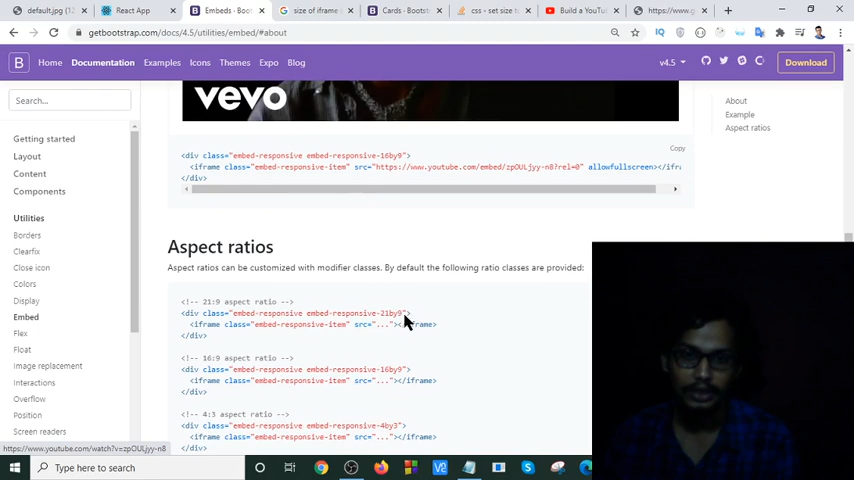 default.jpg (12
React App
Embeds · Boot
size of iframe
Cards · Bootst
css - set size t
Build a YouTu
https://www.g
getbootstrap.com/docs/4.5/utilities/embed/#about
B Home Documentation Examples Icons Themes Expo Blog v4.5 Download
Search...
Getting started
Layout
Content
Components
Utilities
Borders
Clearfix
Close icon
Colors
Display
Embed
Flex
Float
Image replacement
Interactions
Overflow
Position
Screen readers
vevo
Copy
<div class="embed-responsive embed-responsive-16by9">
<iframe class="embed-responsive-item" src="https://www.youtube.com/embed/zpOULjyy-n8?rel=0" allowfullscreen></ifra
</div>
Aspect ratios
Aspect ratios can be customized with modifier classes. By default the following ratio classes are provided:
<!-- 21:9 aspect ratio -->
<div class="embed-responsive embed-responsive-21by9">
<iframe class="embed-responsive-item" src="..."></iframe>
</div>
<!-- 16:9 aspect ratio -->
<div class="embed-responsive embed-responsive-16by9">
<iframe class="embed-responsive-item" src="..."></iframe>
</div>
<!-- 4:3 aspect ratio -->
<div class="embed-responsive embed-responsive-4by3">
<iframe class="embed-responsive-item" src="..."></iframe>
</div>
About
Example
Aspect ratios
https://www.youtube.com/watch?v=zpOULjyy-n8
Type here to search